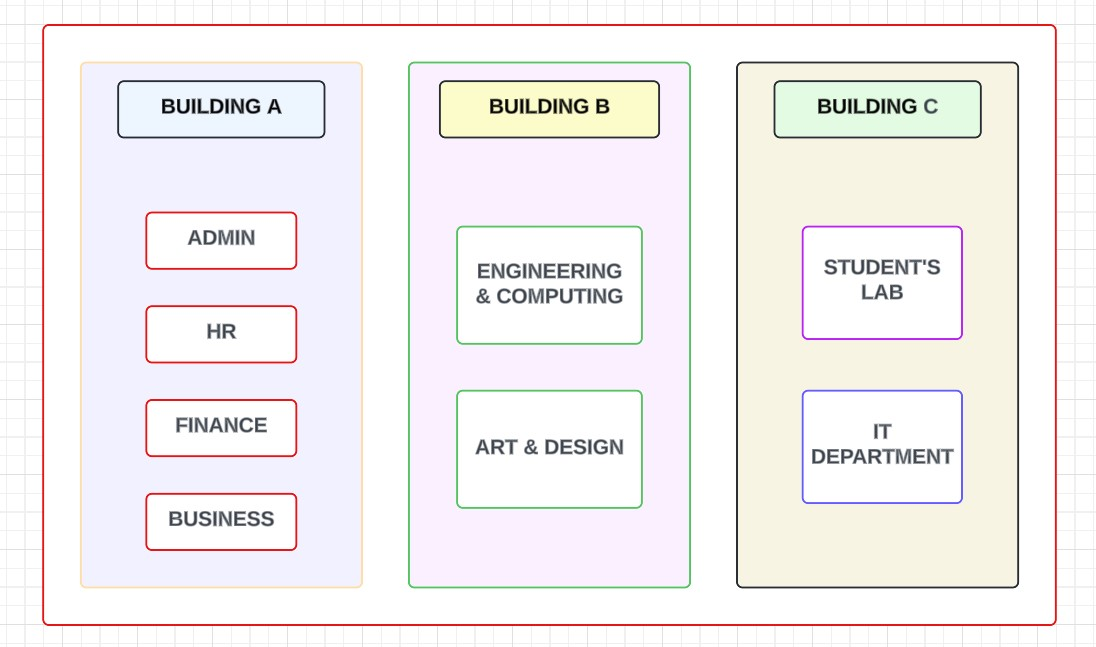 BUILDING A
ADMIN
HR
FINANCE
BUSINESS
BUILDING B
ENGINEERING
& COMPUTING
ART & DESIGN
BUILDING C
STUDENT'S
LAB
IT
DEPARTMENT